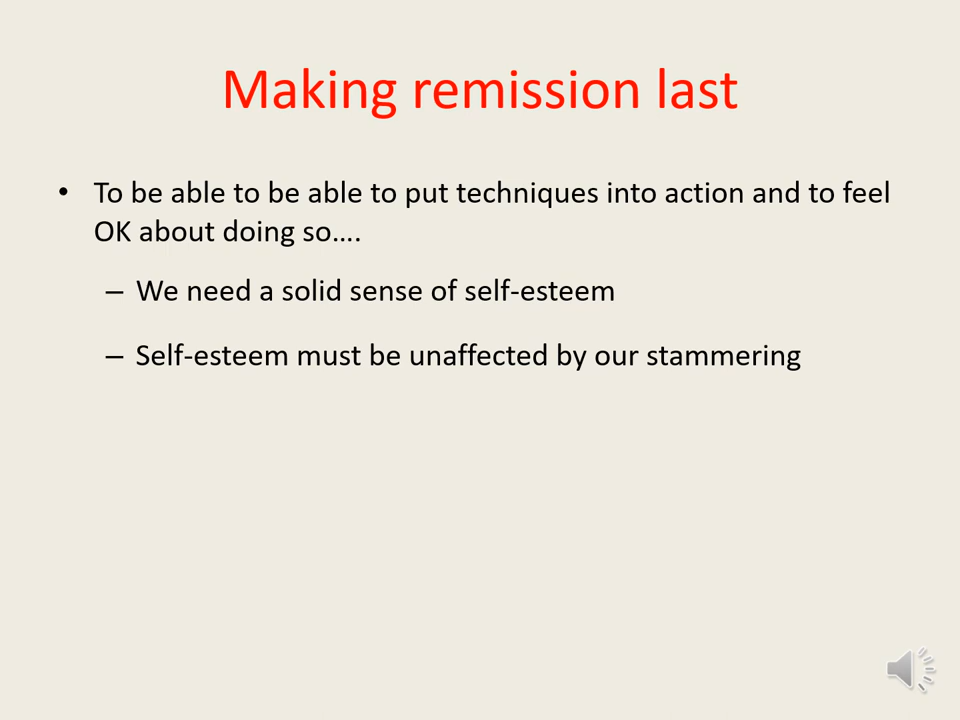 Making remission last
• To be able to be able to put techniques into action and to feel
OK about doing so….
– We need a solid sense of self-esteem
– Self-esteem must be unaffected by our stammering